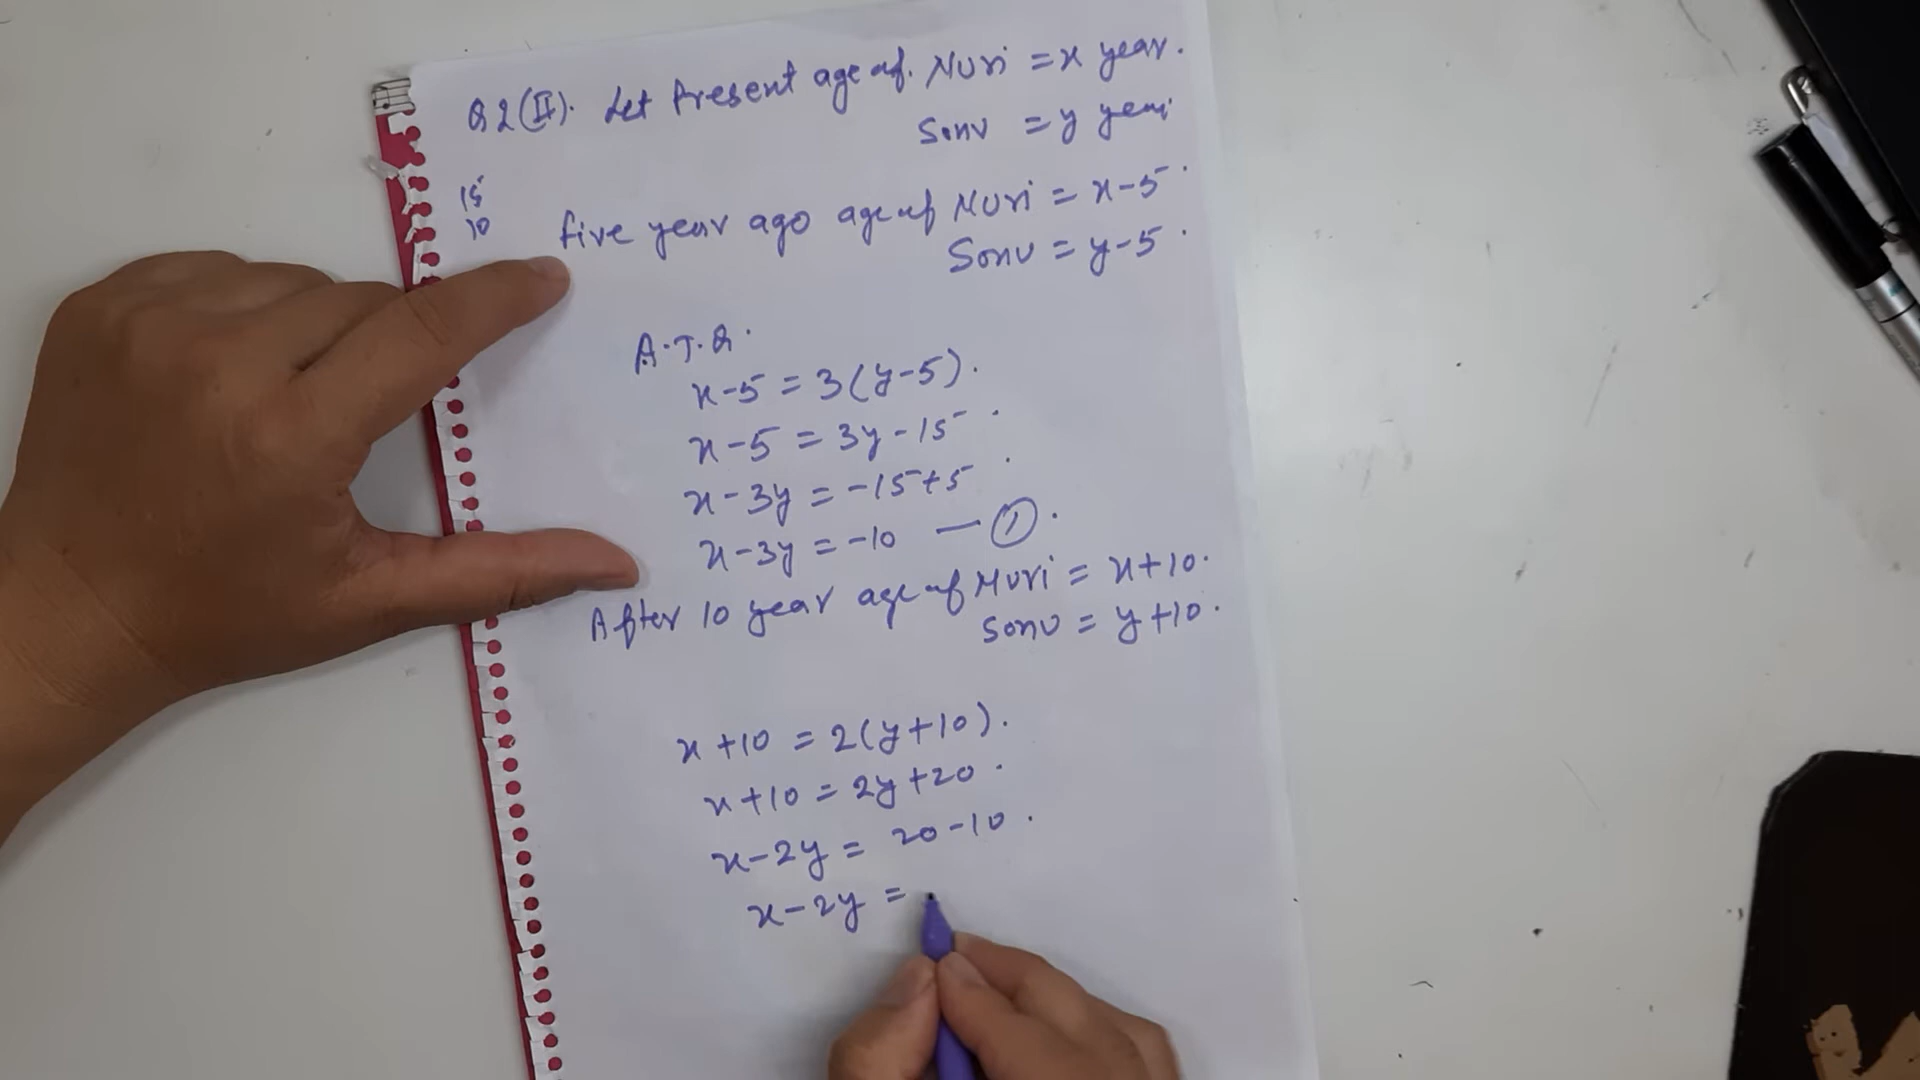 Q2(II). Let Present age of. Nuri = x year.
Sonu = y year
15
10
five year ago age of Nuri = x-5.
Sonu = y-5.
A.T.Q.
x-5 = 3(y-5).
x-5 = 3y-15.
x-3y = -15+5.
x-3y = -10 — ①.
After 10 year age of Nuri = x+10.
Sonu = y+10.
x+10 = 2(y+10).
x+10 = 2y+20.
x-2y = 20-10.
x-2y =